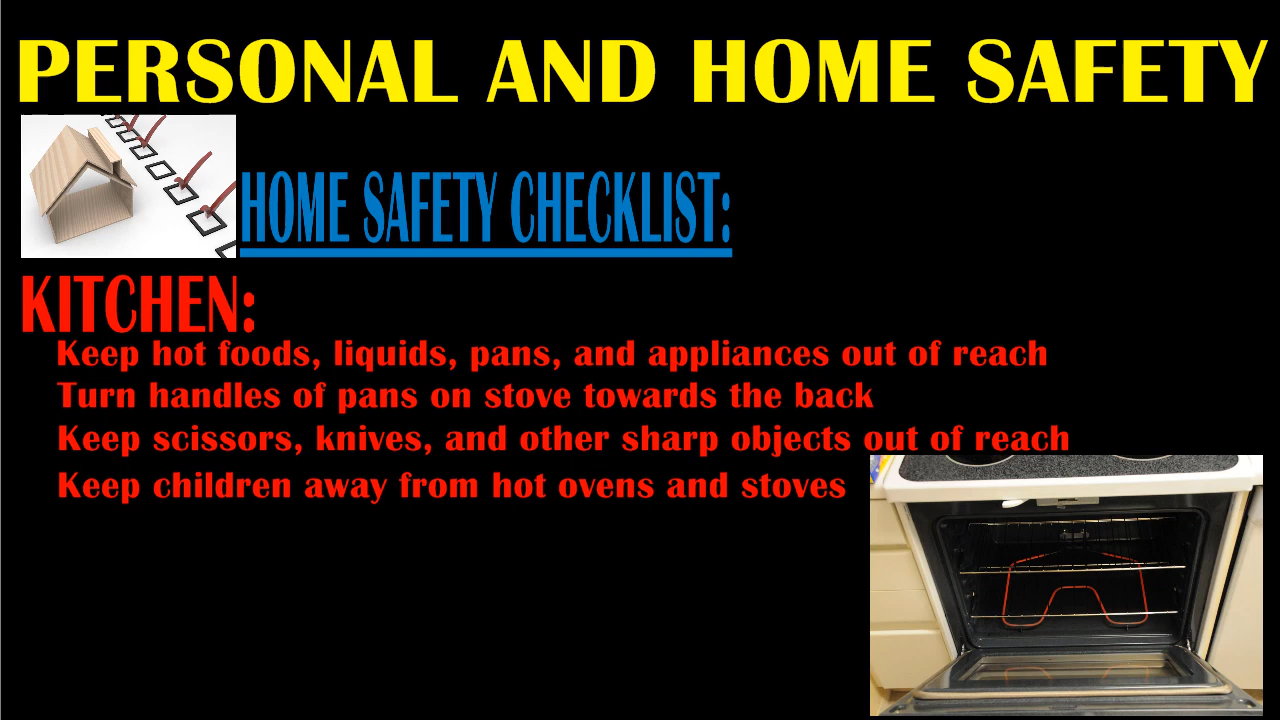 PERSONAL AND HOME SAFETY
HOME SAFETY CHECKLIST:
KITCHEN:
Keep hot foods, liquids, pans, and appliances out of reach
Turn handles of pans on stove towards the back
Keep scissors, knives, and other sharp objects out of reach
Keep children away from hot ovens and stoves